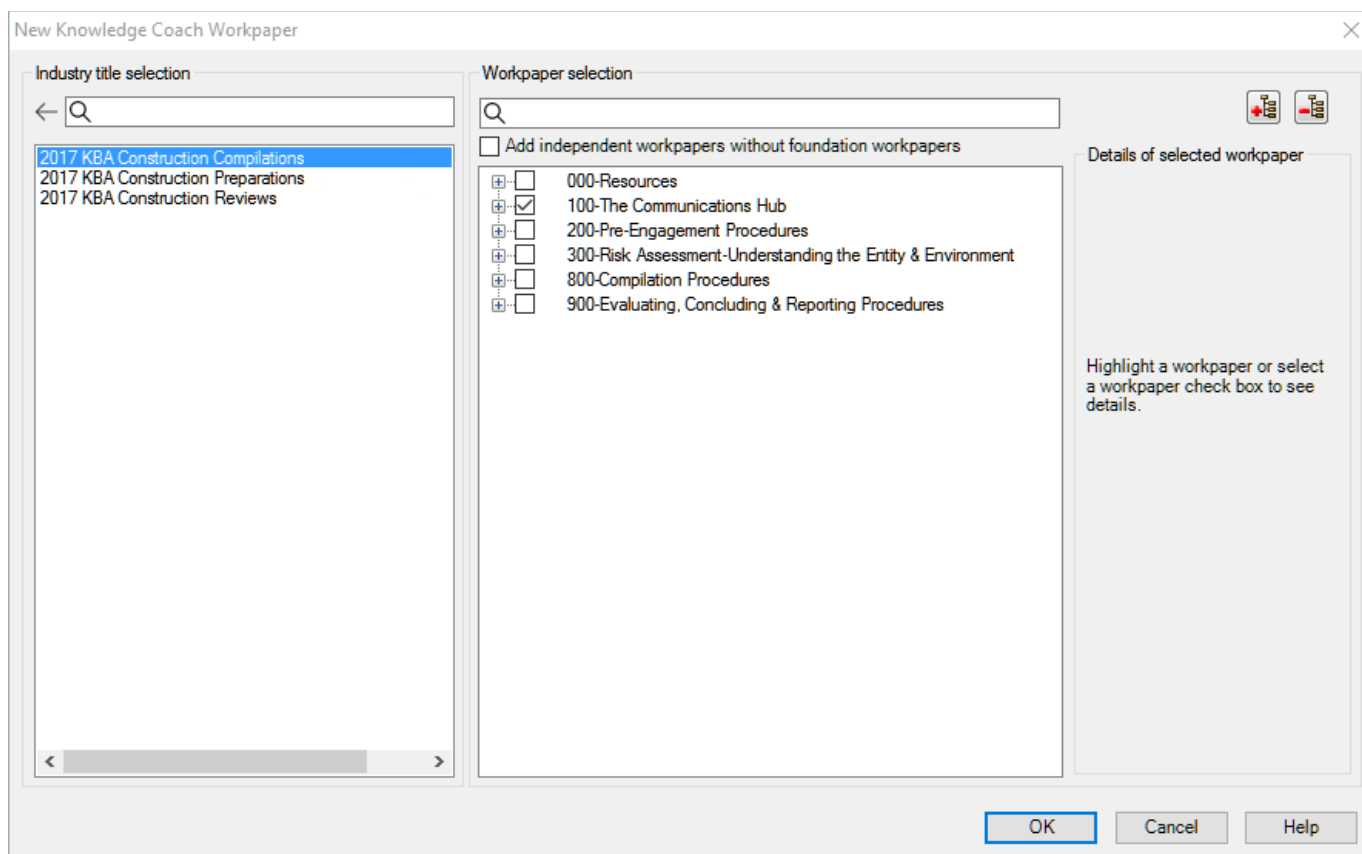 New Knowledge Coach Workpaper
Industry title selection
2017 KBA Construction Compilations
2017 KBA Construction Preparations
2017 KBA Construction Reviews
Workpaper selection
Add independent workpapers without foundation workpapers
000-Resources
100-The Communications Hub
200-Pre-Engagement Procedures
300-Risk Assessment-Understanding the Entity & Environment
800-Compilation Procedures
900-Evaluating, Concluding & Reporting Procedures
Details of selected workpaper
Highlight a workpaper or select
a workpaper check box to see
details.
OK
Cancel
Help